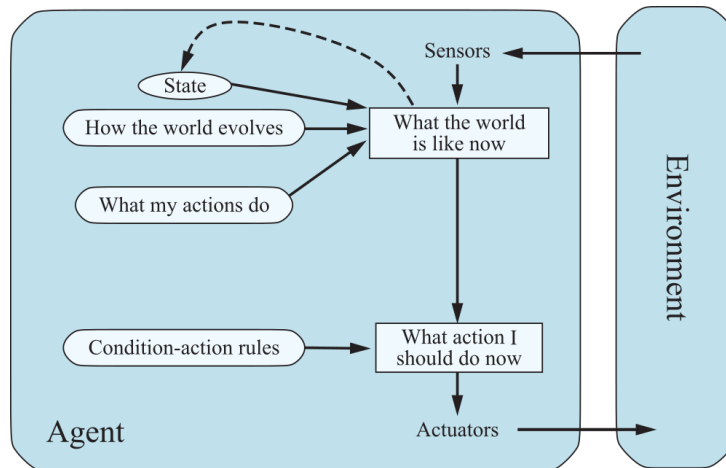 Sensors
State
How the world evolves
What the world
is like now
What my actions do
Environment
Condition-action rules
What action I
should do now
Agent
Actuators